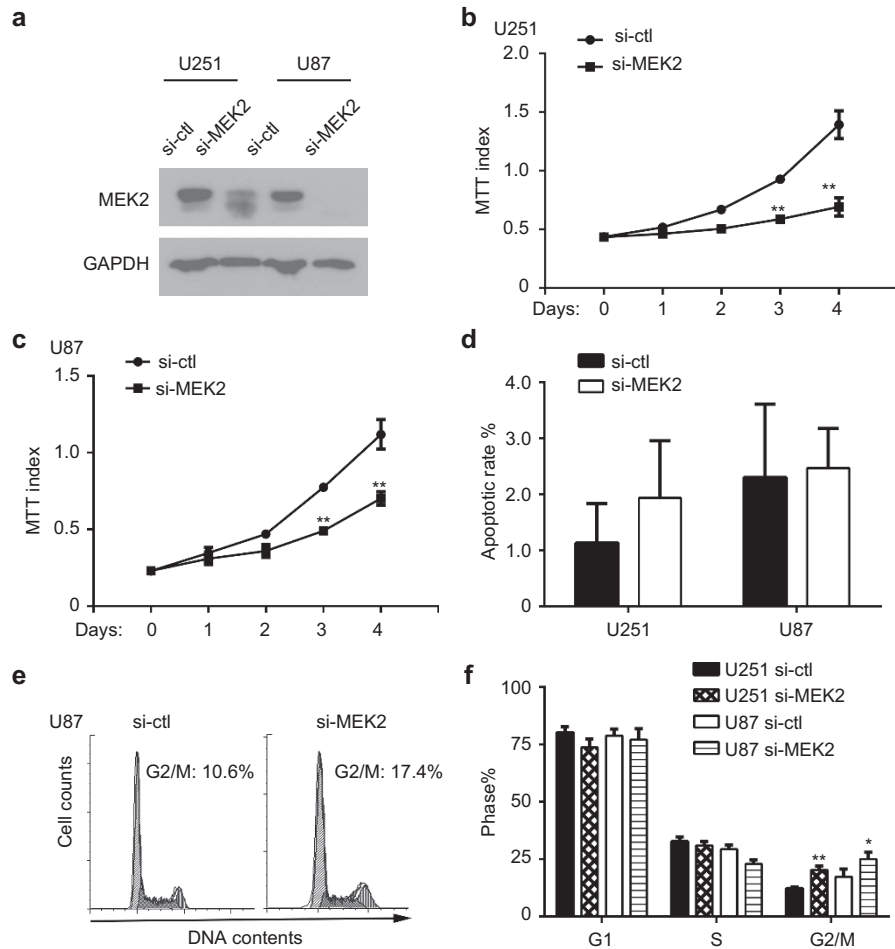 a
U251 U87
si-ctl si-MEK2 si-ctl si-MEK2
MEK2
GAPDH
b
U251
si-ctl
si-MEK2
2.0
1.5
1.0
0.5
0
MTT index
**
**
Days: 0 1 2 3 4
c
U87
si-ctl
si-MEK2
1.5
1.0
0.5
0
MTT index
**
**
Days: 0 1 2 3 4
d
si-ctl
si-MEK2
4.0
3.0
2.0
1.0
0
Apoptotic rate %
U251 U87
e
U87 si-ctl si-MEK2
G2/M: 10.6% G2/M: 17.4%
Cell counts
DNA contents
f
U251 si-ctl
U251 si-MEK2
U87 si-ctl
U87 si-MEK2
100
75
50
25
0
Phase%
** *
G1 S G2/M